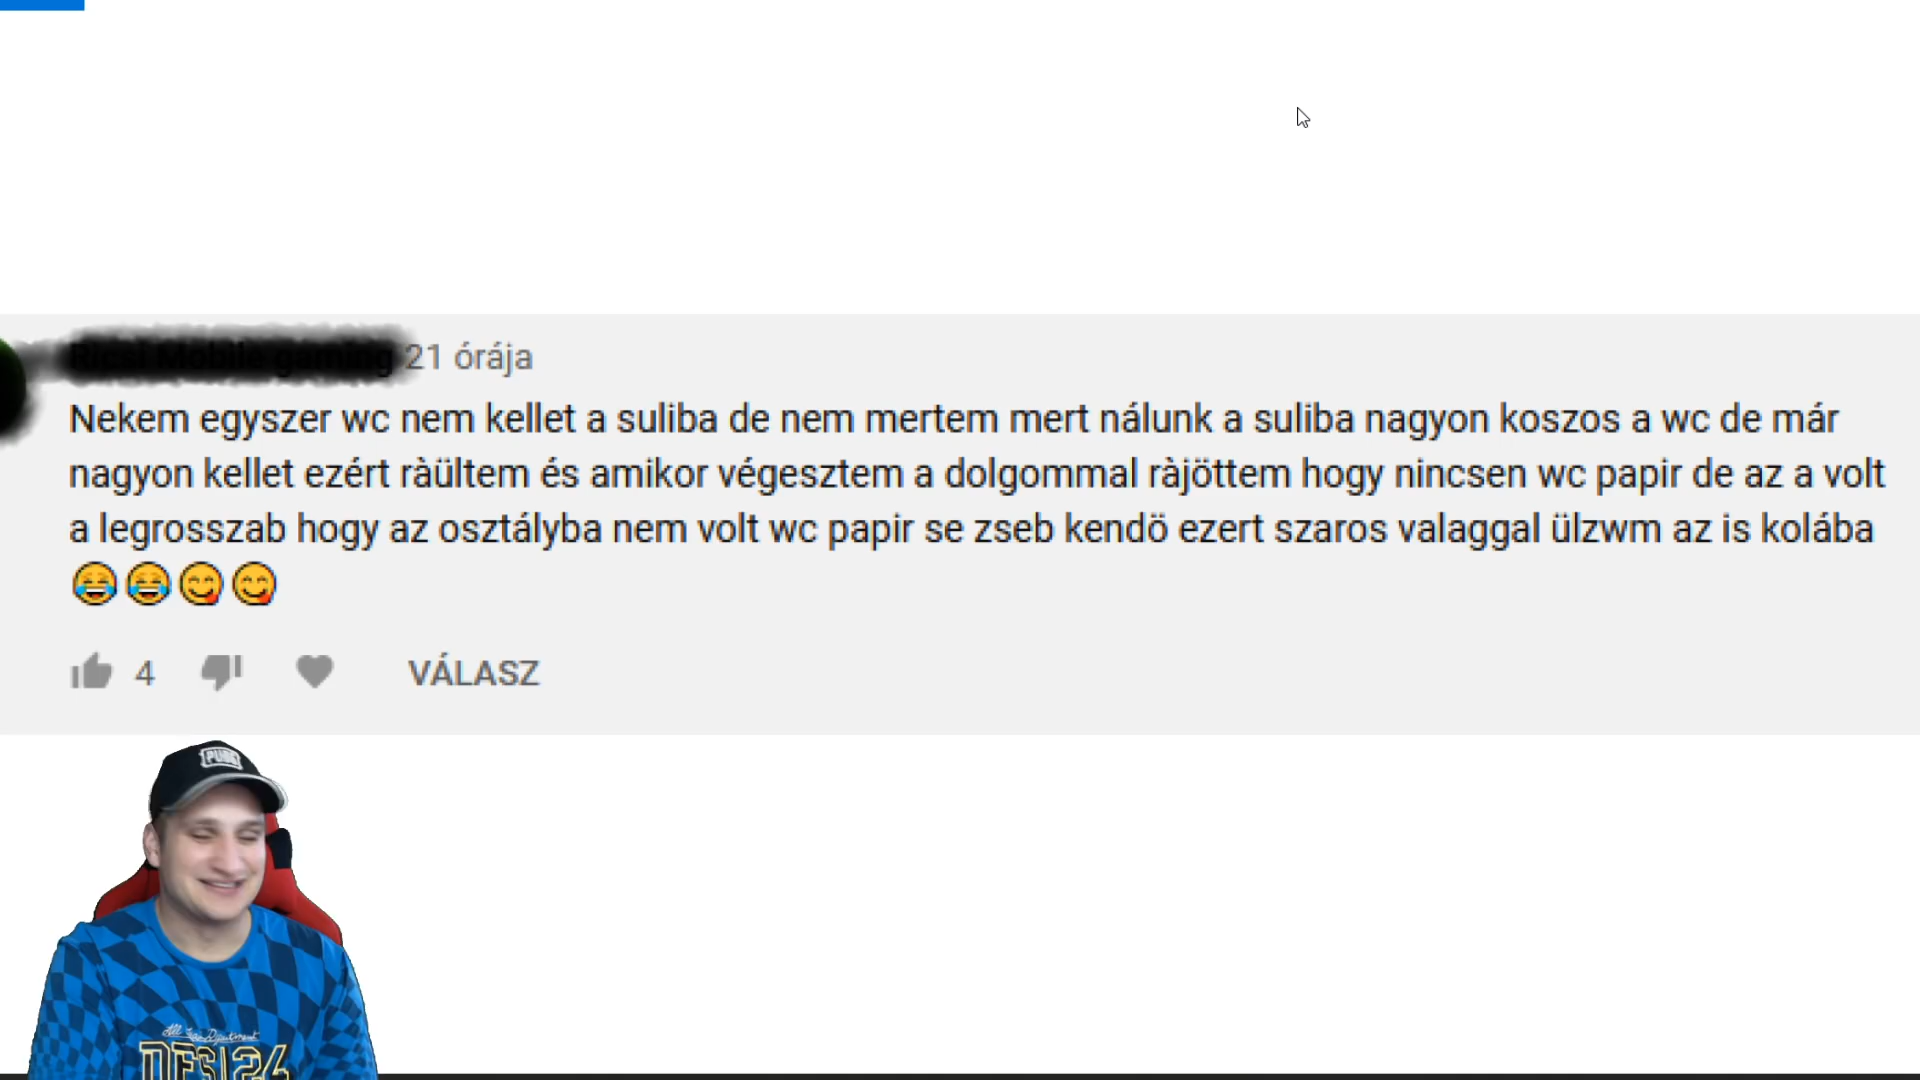 21 órája
Nekem egyszer wc nem kellet a suliba de nem mertem mert nálunk a suliba nagyon koszos a wc de már
nagyon kellet ezért ràültem és amikor végesztem a dolgommal ràjöttem hogy nincsen wc papir de az a volt
a legrosszab hogy az osztályba nem volt wc papir se zseb kendö ezert szaros valaggal ülzwm az is kolába
😂😂😋😋
4 VÁLASZ
PUBG